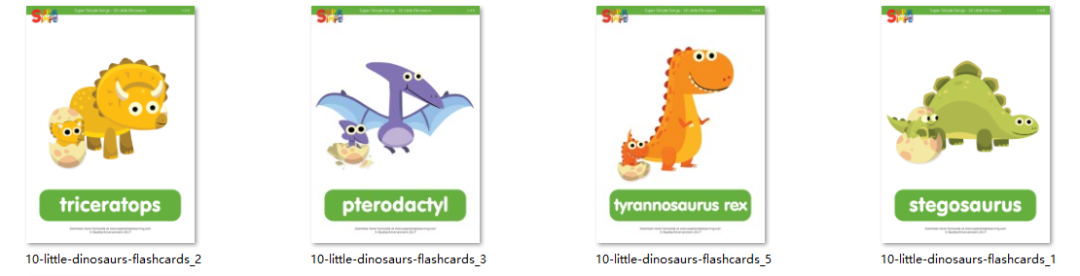 Super Simple Songs - 10 Little Dinosaurs
Super Simple Songs - 10 Little Dinosaurs
Super Simple Songs - 10 Little Dinosaurs
Super Simple Songs - 10 Little Dinosaurs
triceratops
pterodactyl
tyrannosaurus rex
stegosaurus
10-little-dinosaurs-flashcards_2
10-little-dinosaurs-flashcards_3
10-little-dinosaurs-flashcards_5
10-little-dinosaurs-flashcards_1